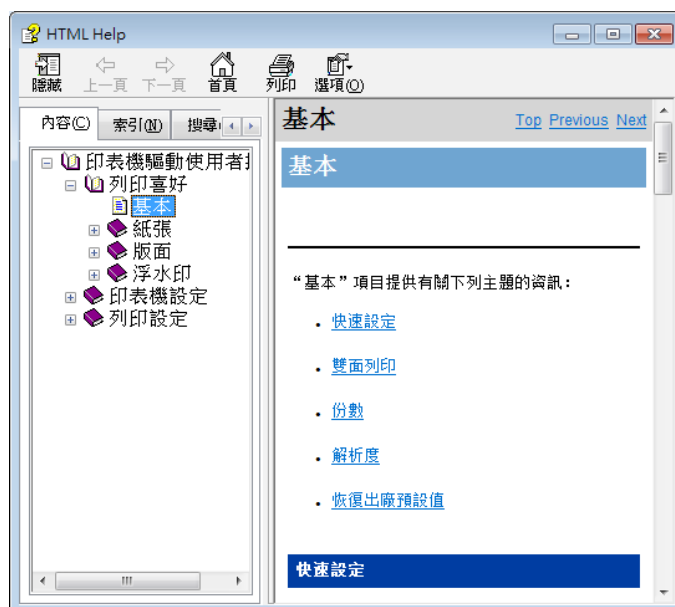 HTML Help
隱藏 上一頁 下一頁 首頁 列印 選項(O)
內容(C) 索引(N) 搜尋
印表機驅動使用者
列印喜好
基本
紙張
版面
浮水印
印表機設定
列印設定
基本 Top Previous Next
基本
“基本”項目提供有關下列主題的資訊：
• 快速設定
• 雙面列印
• 份數
• 解析度
• 恢復出廠預設值
快速設定